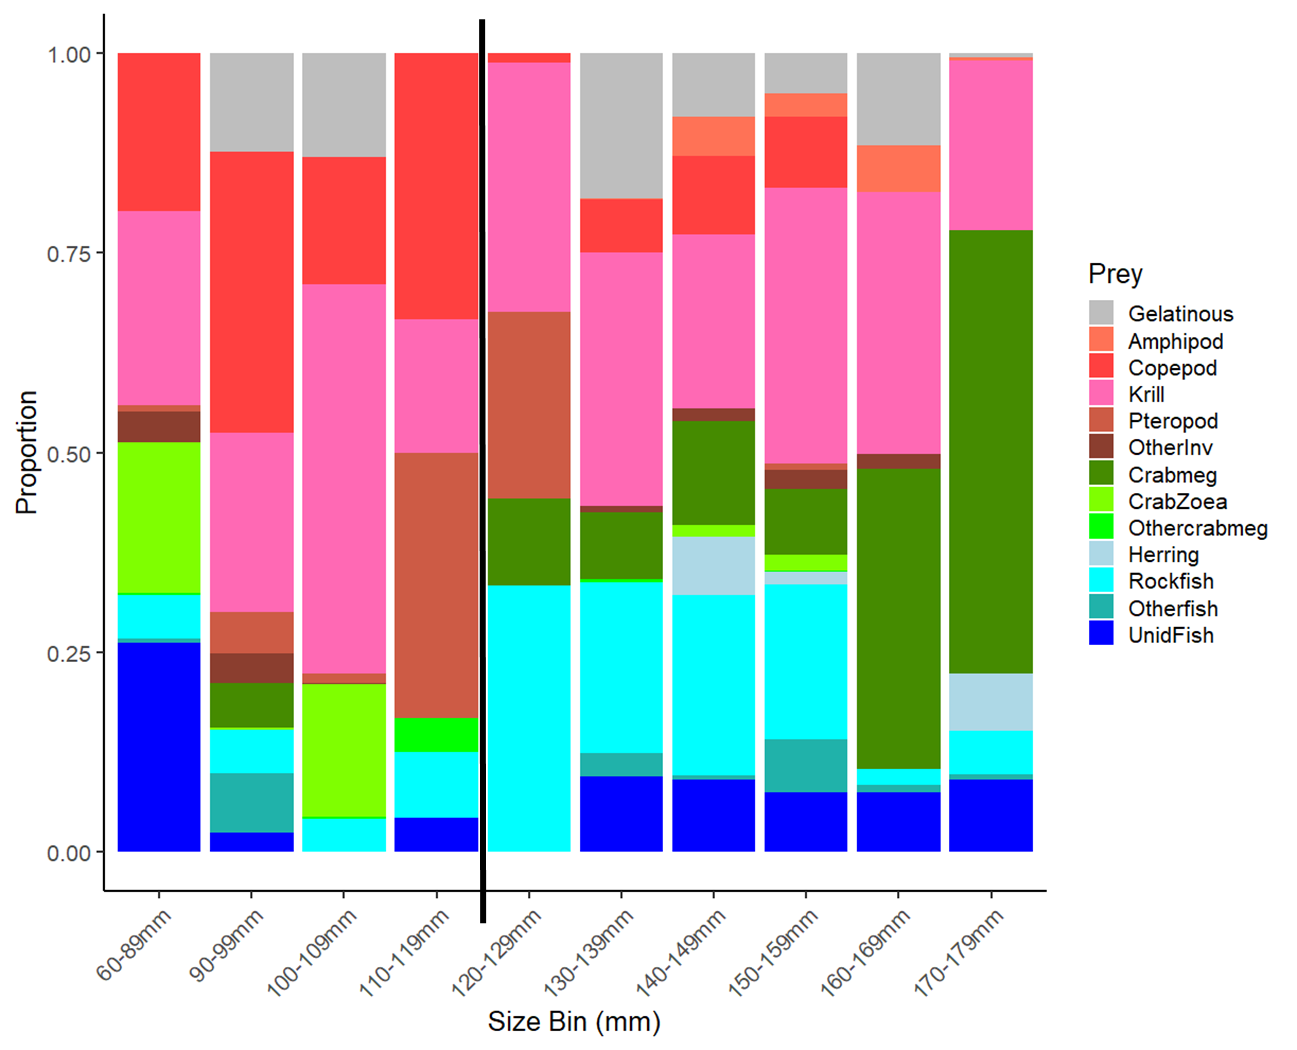 1.00
0.75
0.50
0.25
0.00
Proportion
60-89mm
90-99mm
100-109mm
110-119mm
120-129mm
130-139mm
140-149mm
150-159mm
160-169mm
170-179mm
Size Bin (mm)
Prey
Gelatinous
Amphipod
Copepod
Krill
Pteropod
OtherInv
Crabmeg
CrabZoea
Othercrabmeg
Herring
Rockfish
Otherfish
UnidFish